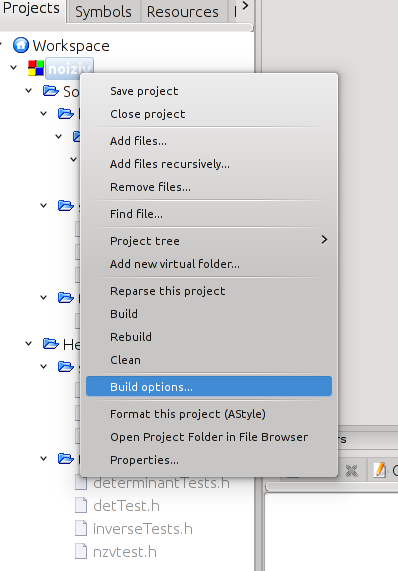 Projects Symbols Resources
Workspace
noizlv
So
Save project
Close project
Add files...
Add files recursively...
Remove files...
Find file...
Project tree
Add new virtual folder...
Reparse this project
Build
Rebuild
Clean
He
Build options...
Format this project (AStyle)
Open Project Folder in File Browser
rs
Properties...
determinantTests.h
detTest.h
inverseTests.h
nzvtest.h